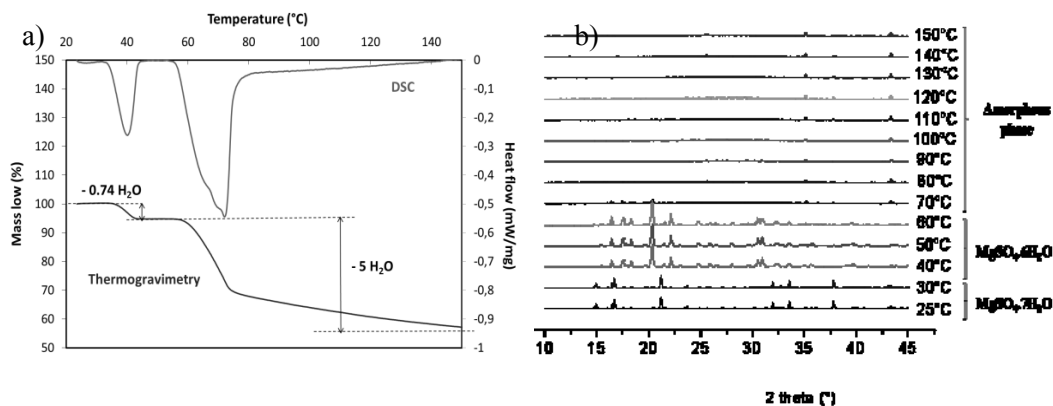 a)
Temperature (°C)
20 40 60 80 100 120 140
150
140
130
120
110
100
90
80
70
60
50
Mass low (%)
0
-0,1
-0,2
-0,3
-0,4
-0,5
-0,6
-0,7
-0,8
-0,9
-1
Heat flow (mW/mg)
DSC
- 0.74 H₂O
- 5 H₂O
Thermogravimetry
b)
150°C
140°C
130°C
120°C
110°C
100°C
90°C
80°C
70°C
60°C
50°C
40°C
30°C
25°C
Amorphous
phase
MgSO₄.6H₂O
MgSO₄.7H₂O
10 15 20 25 30 35 40 45
2 theta (°)